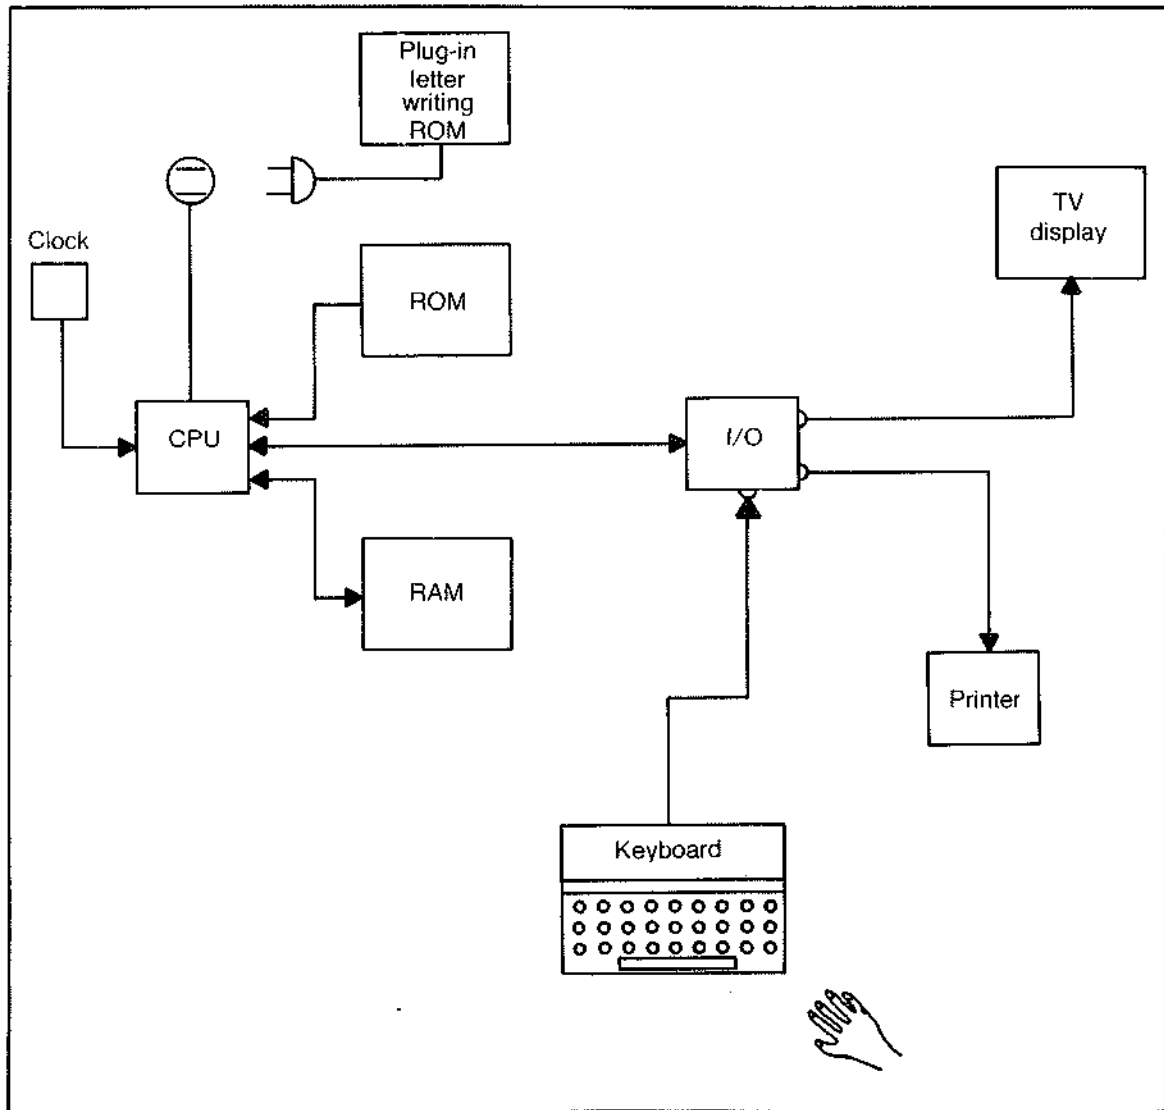 Plug-in
letter
writing
ROM
Clock
TV
display
ROM
CPU
I/O
RAM
Printer
Keyboard